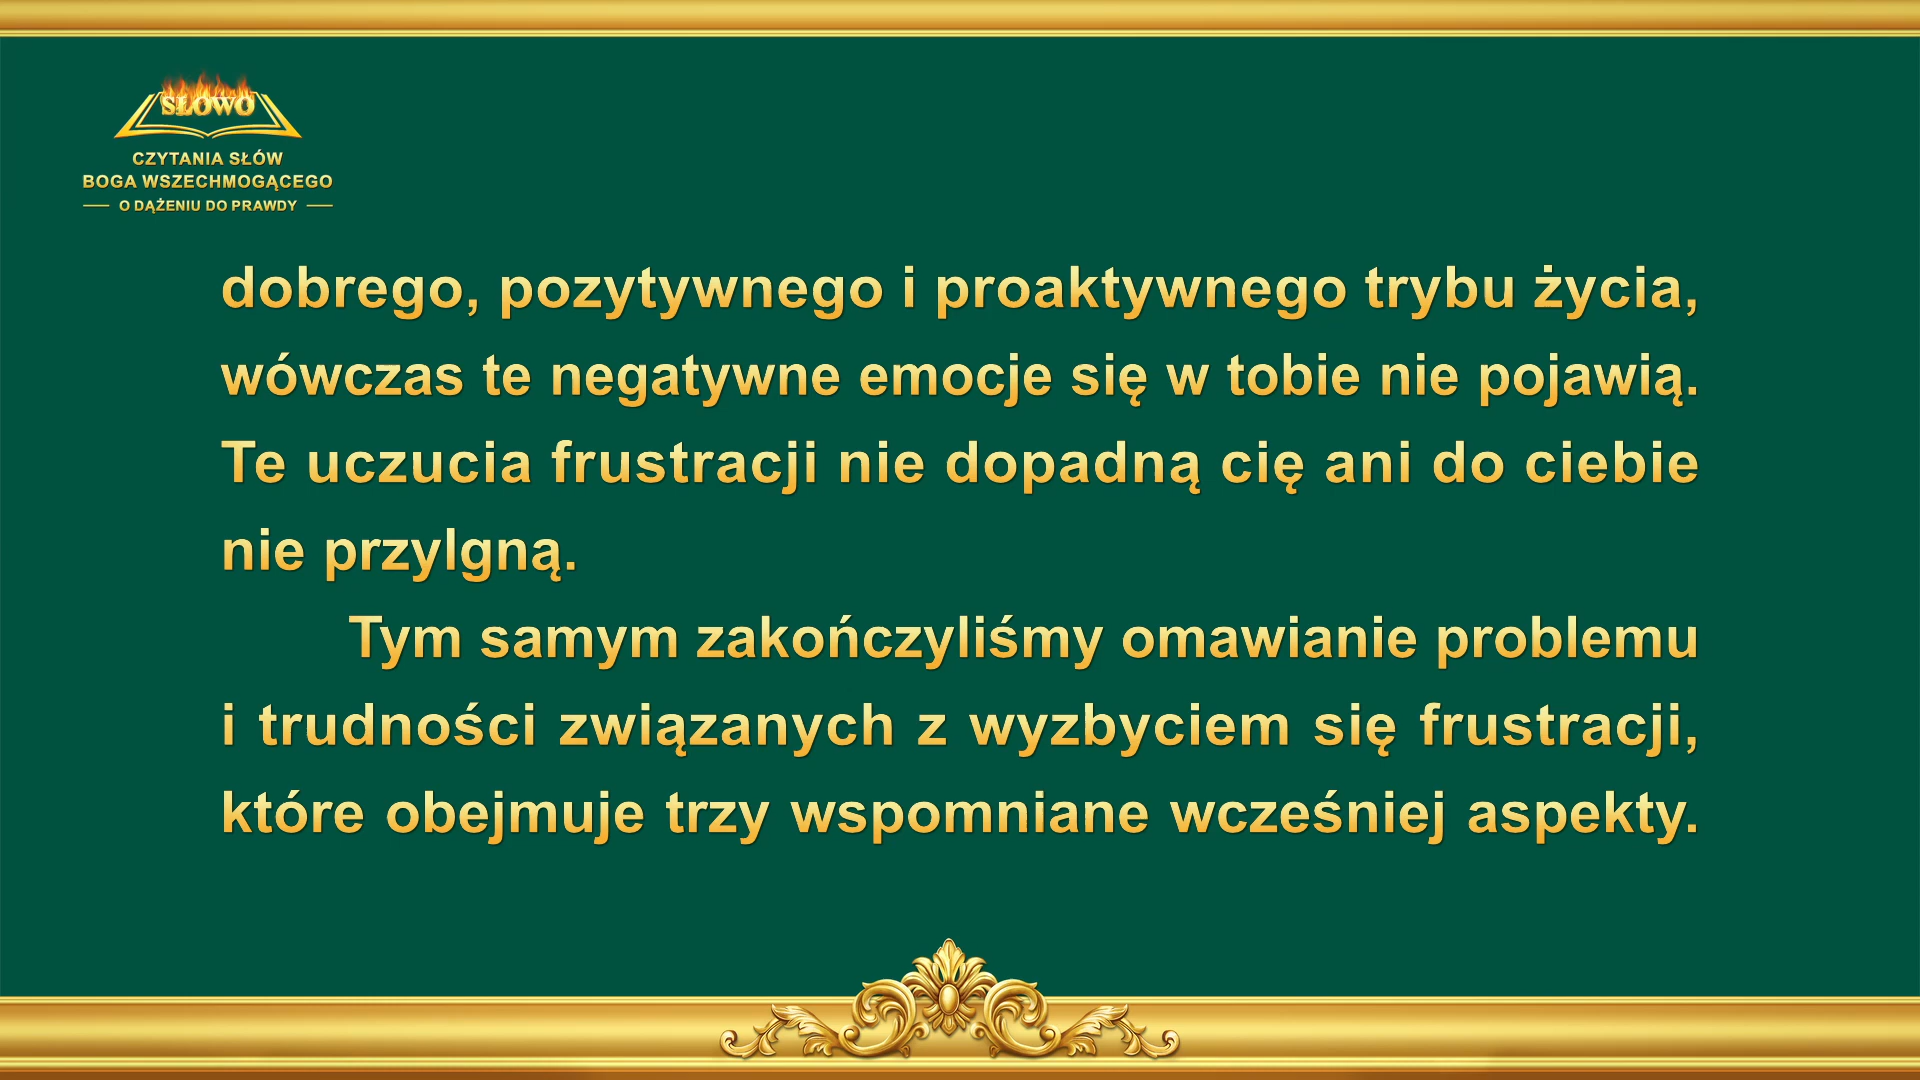 SŁOWO
CZYTANIA SŁÓW
BOGA WSZECHMOGĄCEGO
O DĄŻENIU DO PRAWDY
dobrego, pozytywnego i proaktywnego trybu życia,
wówczas te negatywne emocje się w tobie nie pojawią.
Te uczucia frustracji nie dopadną cię ani do ciebie
nie przylgną.
Tym samym zakończyliśmy omawianie problemu
i trudności związanych z wyzbyciem się frustracji,
które obejmuje trzy wspomniane wcześniej aspekty.